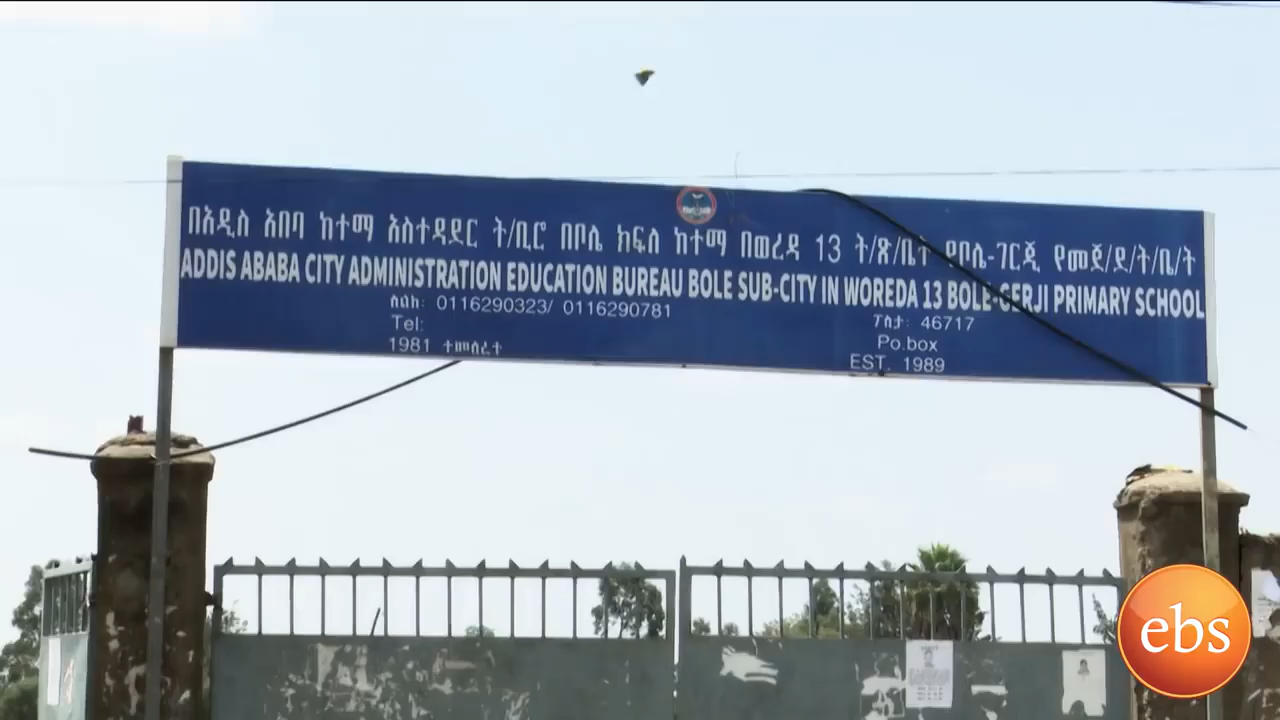 በአዲስ አበባ ከተማ አስተዳደር ት/ቢሮ በቦሌ ክፍለ ከተማ በወረዳ 13 ት/ጽ/ቤት የቦሌ-ገርጂ የመጀ/ደ/ት/ቤት
ADDIS ABABA CITY ADMINISTRATION EDUCATION BUREAU BOLE SUB-CITY IN WOREDA 13 BOLE-GERJI PRIMARY SCHOOL
ስልክ: 0116290323/ 0116290781
Tel:
1981 ተመሰረተ
ፖስታ: 46717
Po.box
EST. 1989
ebs